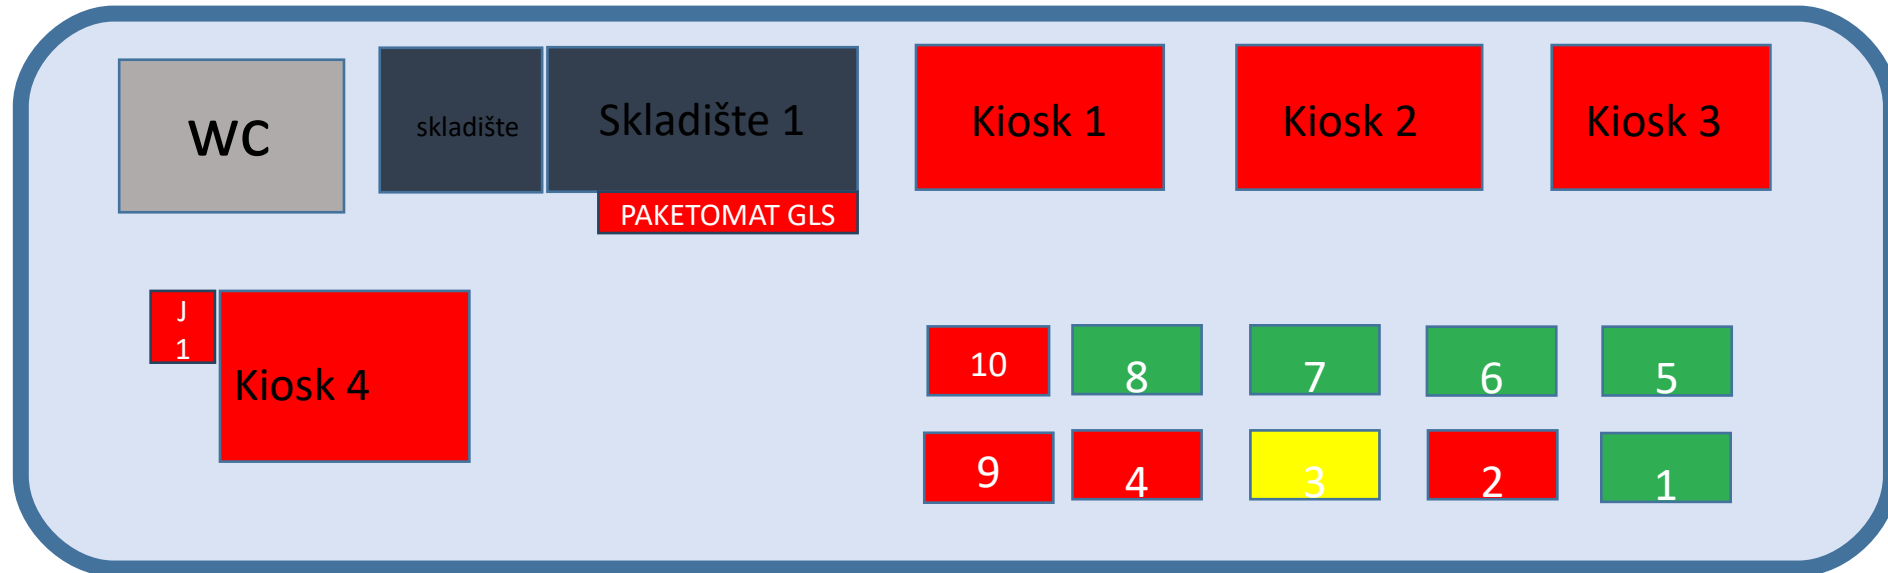 WC
skladište
Skladište 1
Kiosk 1
Kiosk 2
Kiosk 3
PAKETOMAT GLS
J
1
Kiosk 4
10
8
7
6
5
9
4
3
2
1